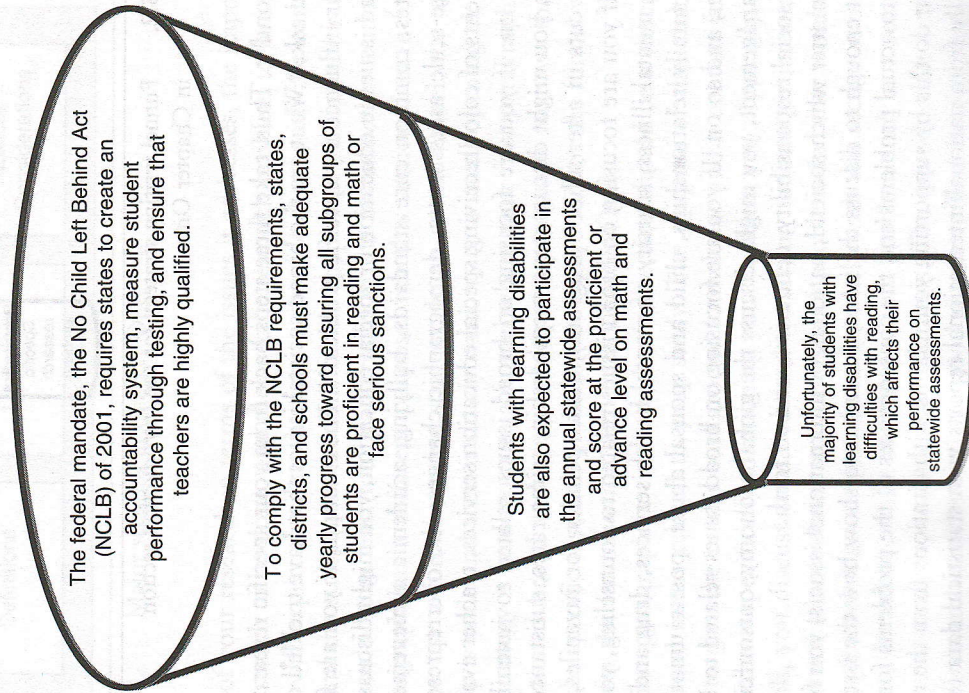 The federal mandate, the No Child Left Behind Act
(NCLB) of 2001, requires states to create an
accountability system, measure student
performance through testing, and ensure that
teachers are highly qualified.
To comply with the NCLB requirements, states,
districts, and schools must make adequate
yearly progress toward ensuring all subgroups of
students are proficient in reading and math or
face serious sanctions.
Students with learning disabilities
are also expected to participate in
the annual statewide assessments
and score at the proficient or
advance level on math and
reading assessments.
Unfortunately, the
majority of students with
learning disabilities have
difficulties with reading,
which affects their
performance on
statewide assessments.